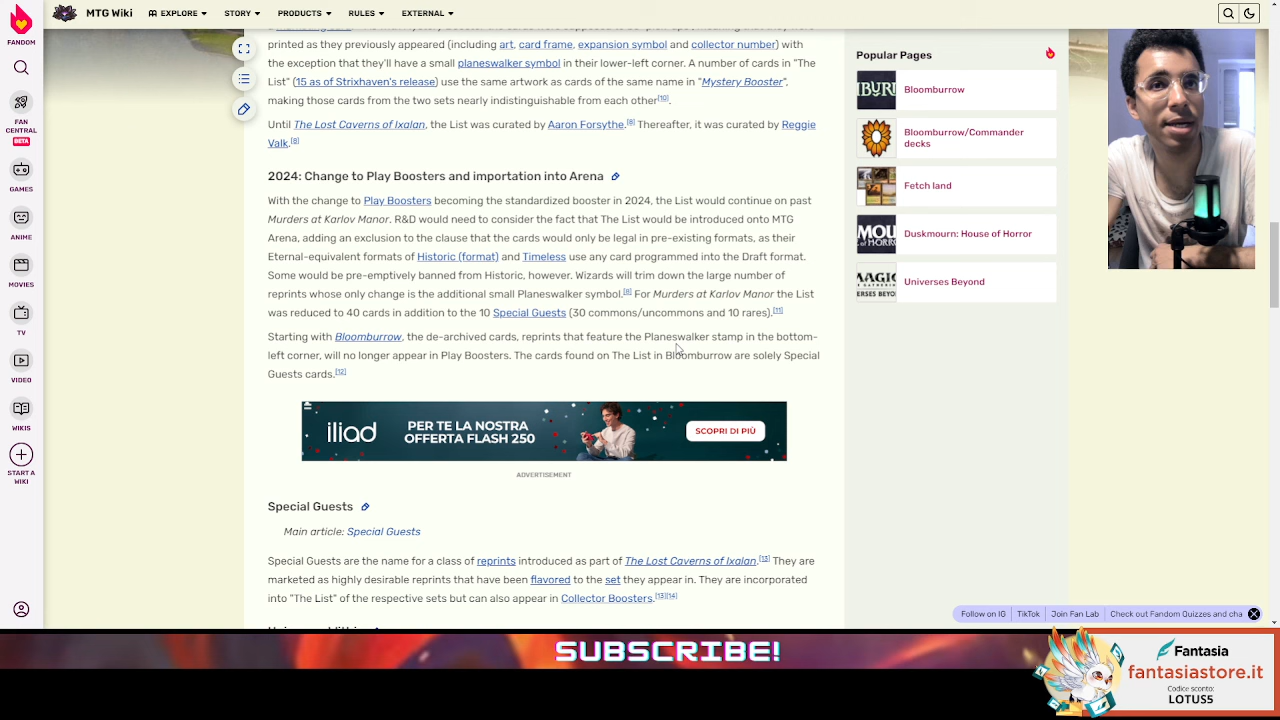 MTG Wiki
EXPLORE
STORY
PRODUCTS
RULES
EXTERNAL
FANDOM
FAN
CENTRAL
BETA
GAMES
ANIME
MOVIES
TV
VIDEO
WIKIS
START A
WIKI
printed as they previously appeared (including art, card frame, expansion symbol and collector number) with
the exception that they'll have a small planeswalker symbol in their lower-left corner. A number of cards in "The
List" (15 as of Strixhaven's release) use the same artwork as cards of the same name in "Mystery Booster",
making those cards from the two sets nearly indistinguishable from each other[10].
Until The Lost Caverns of Ixalan, the List was curated by Aaron Forsythe.[8] Thereafter, it was curated by Reggie
Valk.[8]
2024: Change to Play Boosters and importation into Arena
With the change to Play Boosters becoming the standardized booster in 2024, the List would continue on past
Murders at Karlov Manor. R&D would need to consider the fact that The List would be introduced onto MTG
Arena, adding an exclusion to the clause that the cards would only be legal in pre-existing formats, as their
Eternal-equivalent formats of Historic (format) and Timeless use any card programmed into the Draft format.
Some would be pre-emptively banned from Historic, however. Wizards will trim down the large number of
reprints whose only change is the additional small Planeswalker symbol.[8] For Murders at Karlov Manor the List
was reduced to 40 cards in addition to the 10 Special Guests (30 commons/uncommons and 10 rares).[11]
Starting with Bloomburrow, the de-archived cards, reprints that feature the Planeswalker stamp in the bottom-
left corner, will no longer appear in Play Boosters. The cards found on The List in Bloomburrow are solely Special
Guests cards.[12]
iliad
PER TE LA NOSTRA
OFFERTA FLASH 250
SCOPRI DI PIÙ
ADVERTISEMENT
Special Guests
Main article: Special Guests
Special Guests are the name for a class of reprints introduced as part of The Lost Caverns of Ixalan.[13] They are
marketed as highly desirable reprints that have been flavored to the set they appear in. They are incorporated
into "The List" of the respective sets but can also appear in Collector Boosters.[13][14]
Popular Pages
Bloomburrow
Bloomburrow/Commander
decks
Fetch land
Duskmourn: House of Horror
Universes Beyond
Follow on IG
TikTok
Join Fan Lab
Check out Fandom Quizzes and cha
SUBSCRIBE!
Fantasia
fantasiastore.it
Codice sconto:
LOTUS5